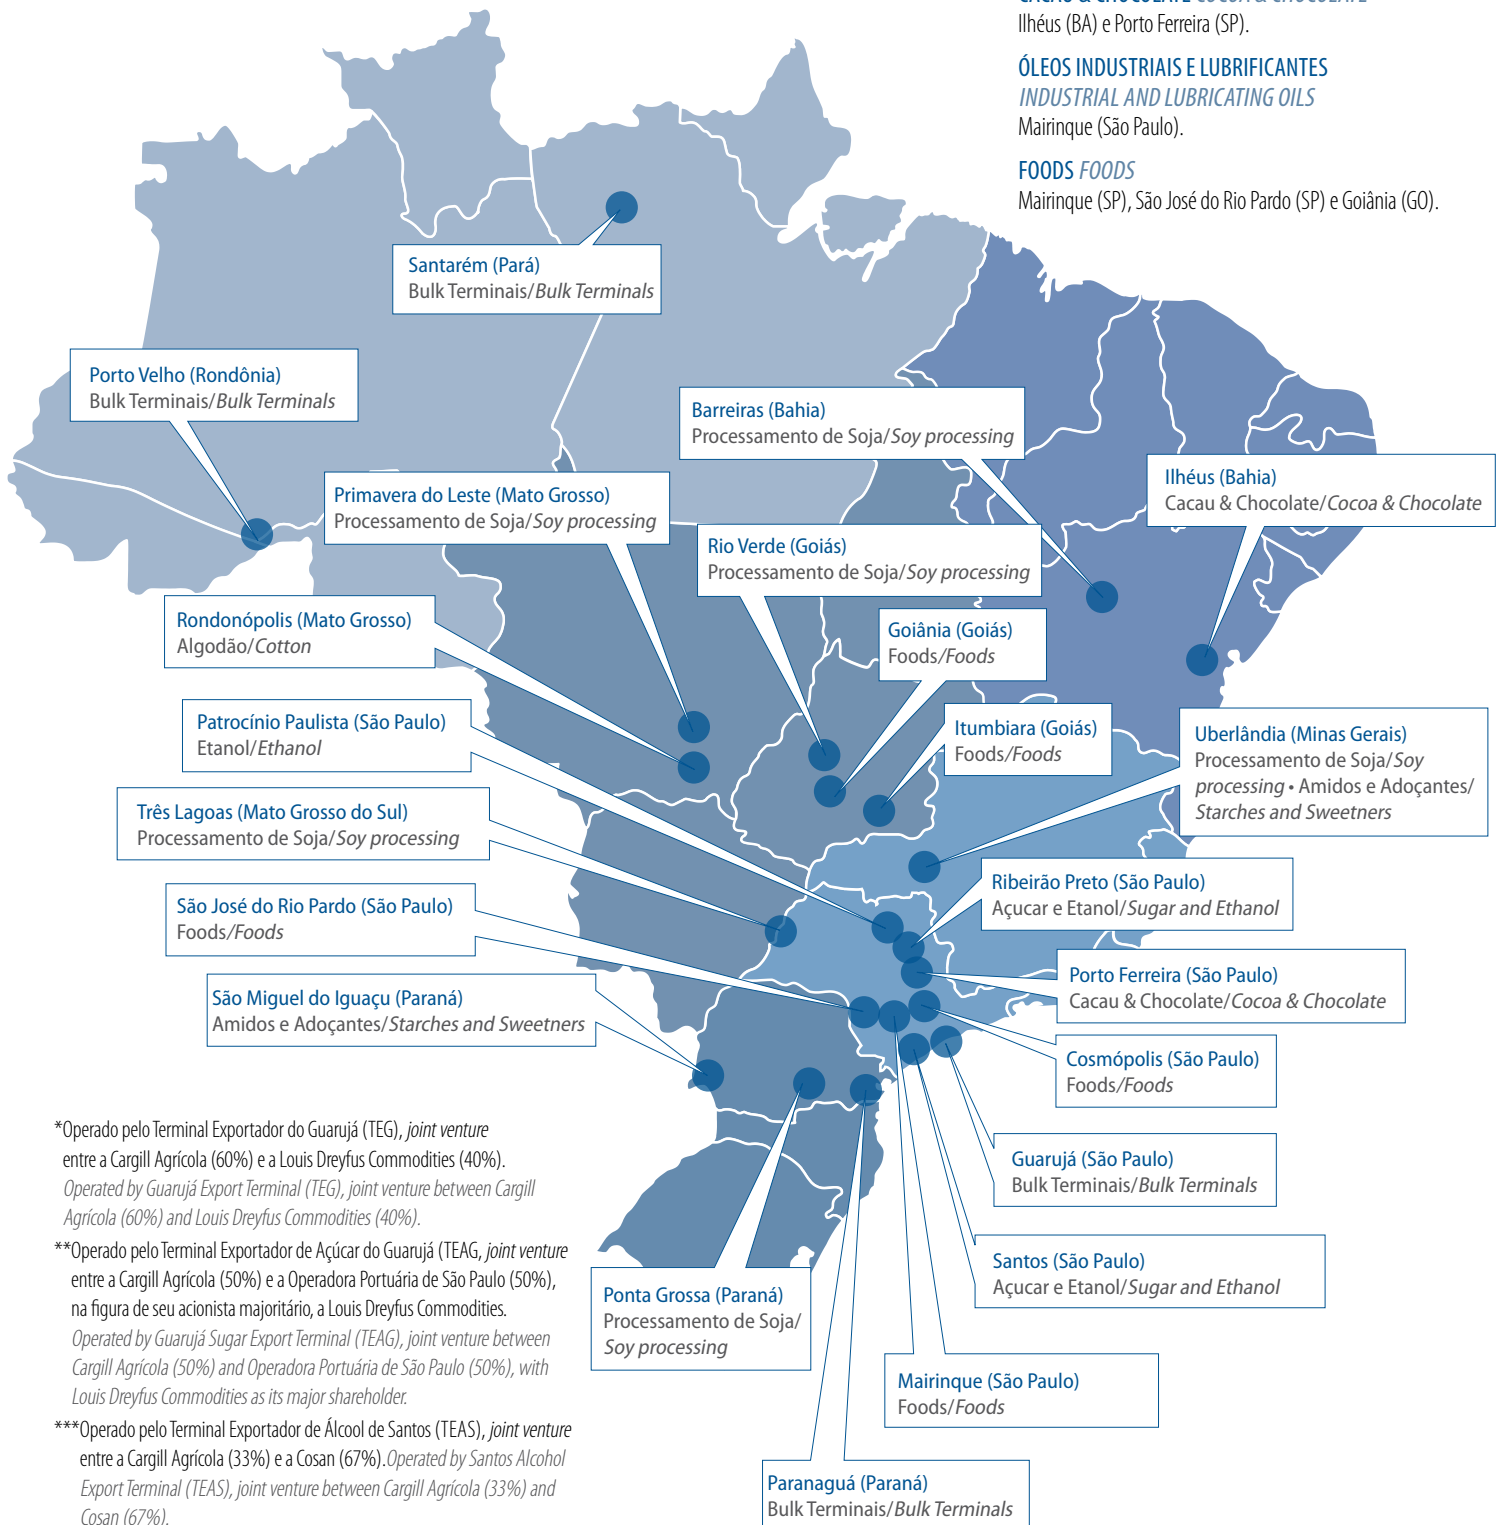 CACAU & CHOCOLATE COCOA & CHOCOLATE
Ilhéus (BA) e Porto Ferreira (SP).
ÓLEOS INDUSTRIAIS E LUBRIFICANTES
INDUSTRIAL AND LUBRICATING OILS
Mairinque (São Paulo).
FOODS FOODS
Mairinque (SP), São José do Rio Pardo (SP) e Goiânia (GO).
Santarém (Pará)
Bulk Terminais/Bulk Terminals
Porto Velho (Rondônia)
Bulk Terminais/Bulk Terminals
Barreiras (Bahia)
Processamento de Soja/Soy processing
Ilhéus (Bahia)
Cacau & Chocolate/Cocoa & Chocolate
Primavera do Leste (Mato Grosso)
Processamento de Soja/Soy processing
Rio Verde (Goiás)
Processamento de Soja/Soy processing
Rondonópolis (Mato Grosso)
Algodão/Cotton
Goiânia (Goiás)
Foods/Foods
Patrocínio Paulista (São Paulo)
Etanol/Ethanol
Itumbiara (Goiás)
Foods/Foods
Uberlândia (Minas Gerais)
Processamento de Soja/Soy
processing • Amidos e Adoçantes/
Starches and Sweetners
Três Lagoas (Mato Grosso do Sul)
Processamento de Soja/Soy processing
Ribeirão Preto (São Paulo)
Açucar e Etanol/Sugar and Ethanol
São José do Rio Pardo (São Paulo)
Foods/Foods
Porto Ferreira (São Paulo)
Cacau & Chocolate/Cocoa & Chocolate
São Miguel do Iguaçu (Paraná)
Amidos e Adoçantes/Starches and Sweetners
Cosmópolis (São Paulo)
Foods/Foods
Guarujá (São Paulo)
Bulk Terminais/Bulk Terminals
Santos (São Paulo)
Açucar e Etanol/Sugar and Ethanol
Ponta Grossa (Paraná)
Processamento de Soja/
Soy processing
Mairinque (São Paulo)
Foods/Foods
Paranaguá (Paraná)
Bulk Terminais/Bulk Terminals
*Operado pelo Terminal Exportador do Guarujá (TEG), joint venture
entre a Cargill Agrícola (60%) e a Louis Dreyfus Commodities (40%).
Operated by Guarujá Export Terminal (TEG), joint venture between Cargill
Agrícola (60%) and Louis Dreyfus Commodities (40%).
**Operado pelo Terminal Exportador de Açúcar do Guarujá (TEAG, joint venture
entre a Cargill Agrícola (50%) e a Operadora Portuária de São Paulo (50%),
na figura de seu acionista majoritário, a Louis Dreyfus Commodities.
Operated by Guarujá Sugar Export Terminal (TEAG), joint venture between
Cargill Agrícola (50%) and Operadora Portuária de São Paulo (50%), with
Louis Dreyfus Commodities as its major shareholder.
***Operado pelo Terminal Exportador de Álcool de Santos (TEAS), joint venture
entre a Cargill Agrícola (33%) e a Cosan (67%).Operated by Santos Alcohol
Export Terminal (TEAS), joint venture between Cargill Agrícola (33%) and
Cosan (67%).